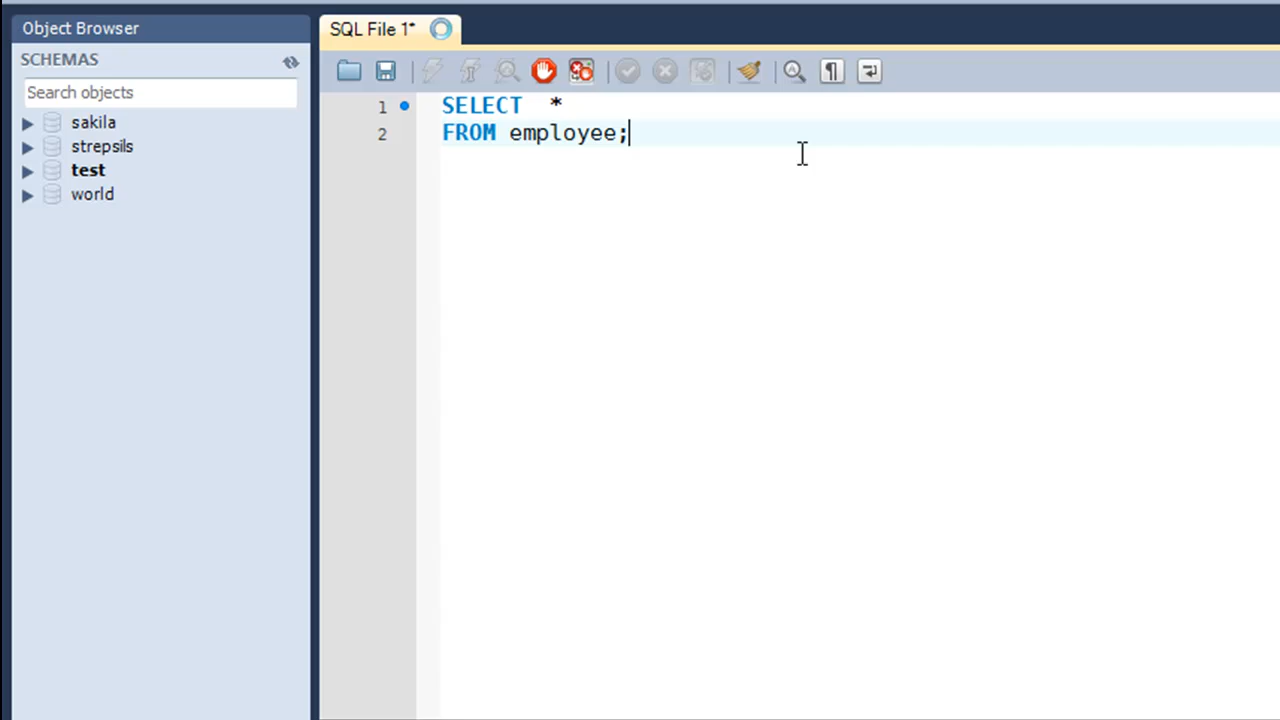 Object Browser
SQL File 1*
SCHEMAS
Search objects
sakila
strepsils
test
world
1 SELECT  *
2 FROM employee;